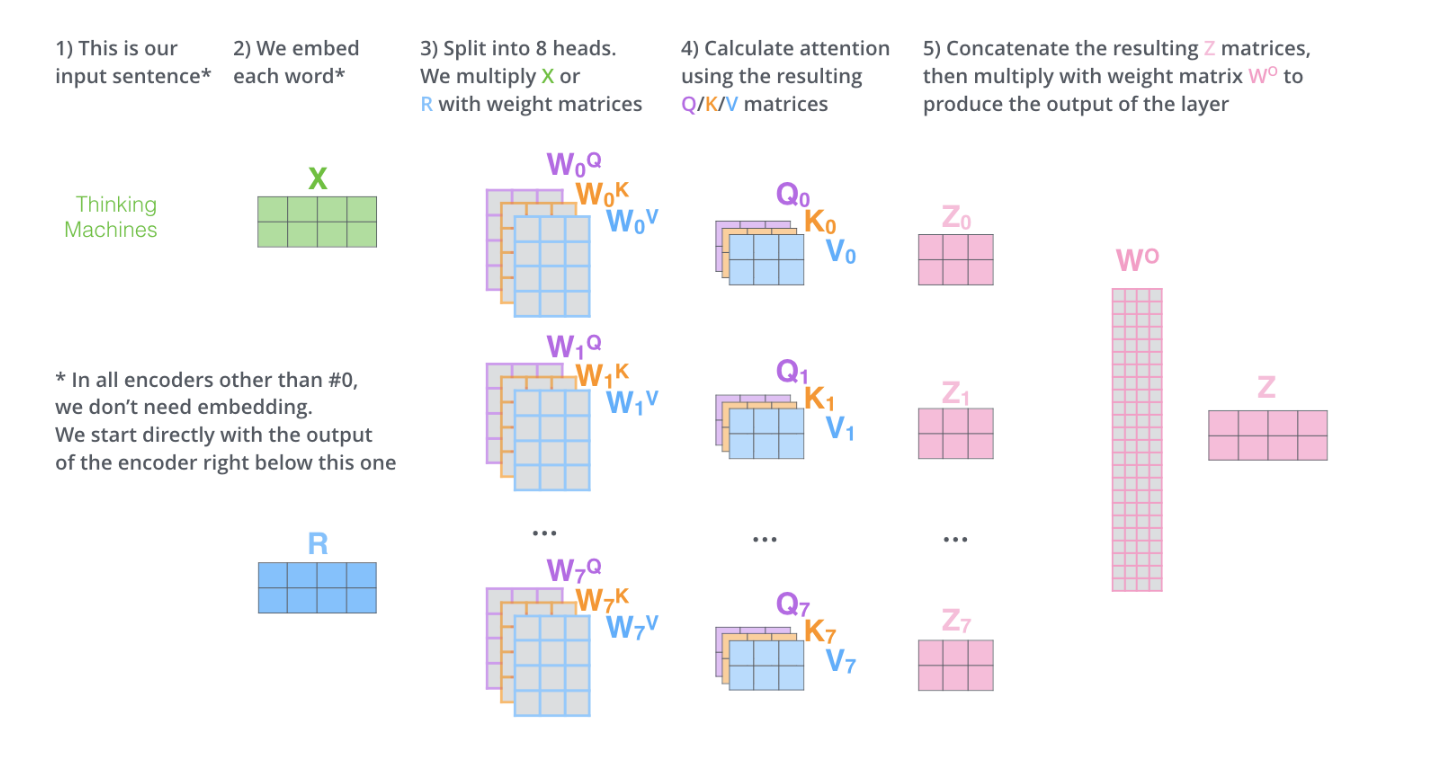 1) This is our
input sentence*
2) We embed
each word*
3) Split into 8 heads.
We multiply X or
R with weight matrices
4) Calculate attention
using the resulting
Q/K/V matrices
5) Concatenate the resulting Z matrices,
then multiply with weight matrix Wᴼ to
produce the output of the layer
Thinking
Machines
X
W₀Q
W₀K
W₀V
Q₀
K₀
V₀
Z₀
Wᴼ
* In all encoders other than #0,
we don’t need embedding.
We start directly with the output
of the encoder right below this one
W₁Q
W₁K
W₁V
Q₁
K₁
V₁
Z₁
Z
...
...
...
R
W₇Q
W₇K
W₇V
Q₇
K₇
V₇
Z₇